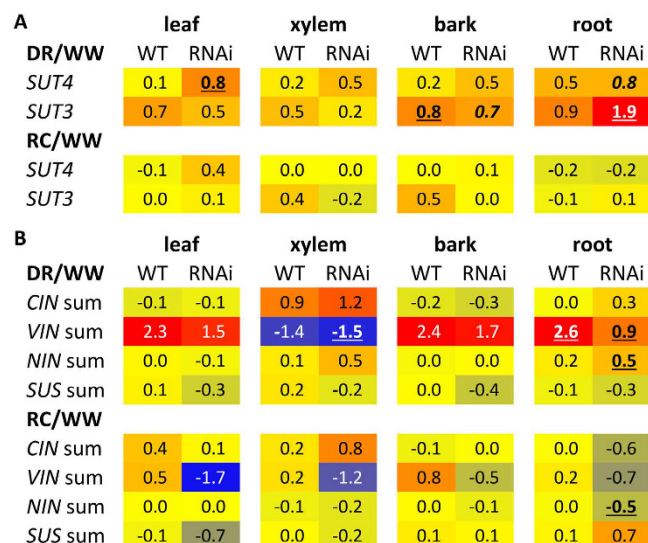 A leaf xylem bark root
DR/WW WT RNAi WT RNAi WT RNAi WT RNAi
SUT4 0.1 0.8 0.2 0.5 0.2 0.5 0.5 0.8
SUT3 0.7 0.5 0.5 0.2 0.8 0.7 0.9 1.9
RC/WW
SUT4 -0.1 0.4 0.0 0.0 0.0 0.1 -0.2 -0.2
SUT3 0.0 0.1 0.4 -0.2 0.5 0.0 -0.1 0.1
B leaf xylem bark root
DR/WW WT RNAi WT RNAi WT RNAi WT RNAi
CIN sum -0.1 -0.1 0.9 1.2 -0.2 -0.3 0.0 0.3
VIN sum 2.3 1.5 -1.4 -1.5 2.4 1.7 2.6 0.9
NIN sum 0.0 -0.1 0.1 0.5 0.0 0.0 0.2 0.5
SUS sum 0.1 -0.3 0.2 -0.2 0.0 -0.4 -0.1 -0.3
RC/WW
CIN sum 0.4 0.1 0.2 0.8 -0.1 0.0 0.0 -0.6
VIN sum 0.5 -1.7 0.2 -1.2 0.8 -0.5 0.2 -0.7
NIN sum 0.0 0.0 -0.1 -0.2 0.0 -0.1 0.0 -0.5
SUS sum -0.1 -0.7 0.0 -0.2 0.1 0.1 0.1 0.7